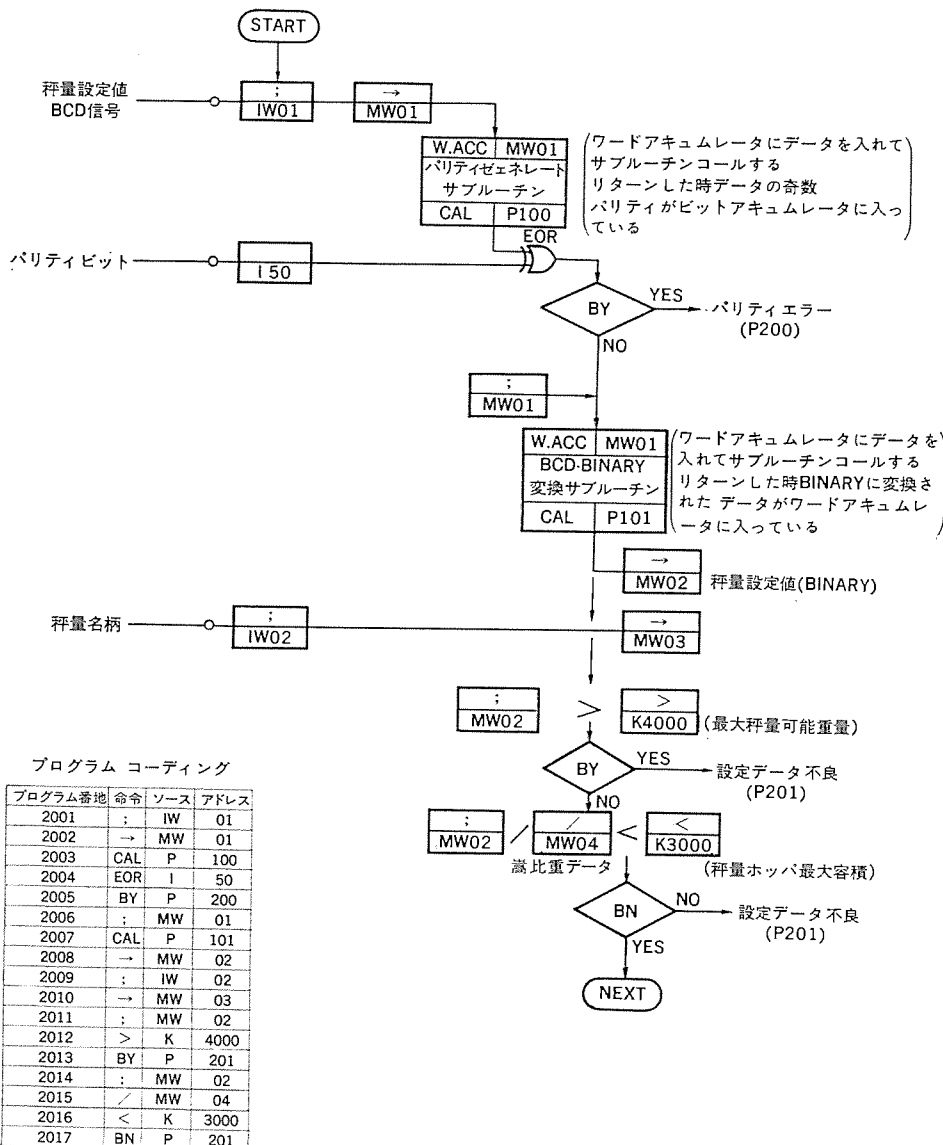 START
秤量設定値
BCD信号
;
IW01
→
MW01
W.ACC MW01
パリティゼェネレート
サブルーチン
CAL P100
(ワードアキュムレータにデータを入れて
サブルーチンコールする
リターンした時データの奇数
パリティがビットアキュムレータに入っ
ている)
EOR
パリティビット
I 50
BY
YES
パリティエラー
(P200)
NO
;
MW01
W.ACC MW01
BCD·BINARY
変換サブルーチン
CAL P101
(ワードアキュムレータにデータを
入れてサブルーチンコールする
リターンした時BINARYに変換さ
れた データがワードアキュムレ
ータに入っている)
→
MW02
秤量設定値(BINARY)
秤量名柄
;
IW02
→
MW03
;
MW02
>
>
K4000
(最大秤量可能重量)
BY
YES
設定データ不良
(P201)
NO
;
MW02
/
/
MW04
<
<
K3000
嵩比重データ
(秤量ホッパ最大容積)
BN
NO
設定データ不良
(P201)
YES
NEXT
プログラム コーディング
プログラム番地 命令 ソース アドレス
2001 ; IW 01
2002 → MW 01
2003 CAL P 100
2004 EOR I 50
2005 BY P 200
2006 ; MW 01
2007 CAL P 101
2008 → MW 02
2009 ; IW 02
2010 → MW 03
2011 ; MW 02
2012 > K 4000
2013 BY P 201
2014 ; MW 02
2015 / MW 04
2016 < K 3000
2017 BN P 201